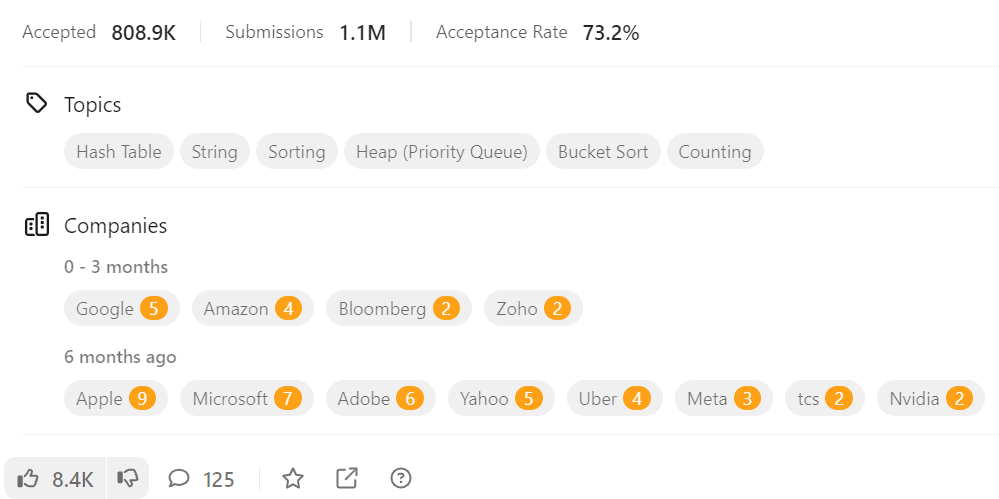 Accepted 808.9K Submissions 1.1M Acceptance Rate 73.2%
Topics
Hash Table String Sorting Heap (Priority Queue) Bucket Sort Counting
Companies
0 - 3 months
Google 5 Amazon 4 Bloomberg 2 Zoho 2
6 months ago
Apple 9 Microsoft 7 Adobe 6 Yahoo 5 Uber 4 Meta 3 tcs 2 Nvidia 2
8.4K 125